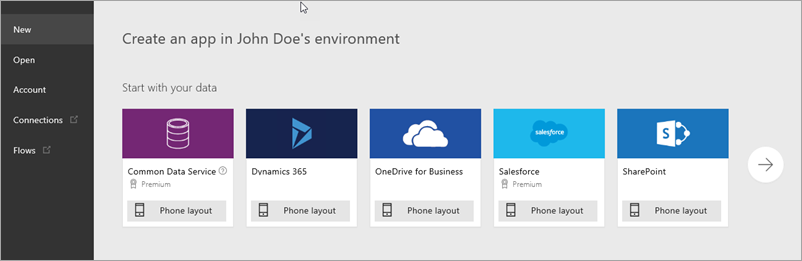 New
Open
Account
Connections
Flows
Create an app in John Doe's environment
Start with your data
salesforce
S
Common Data Service ?
Premium
Phone layout
Dynamics 365
Phone layout
OneDrive for Business
Phone layout
Salesforce
Premium
Phone layout
SharePoint
Phone layout